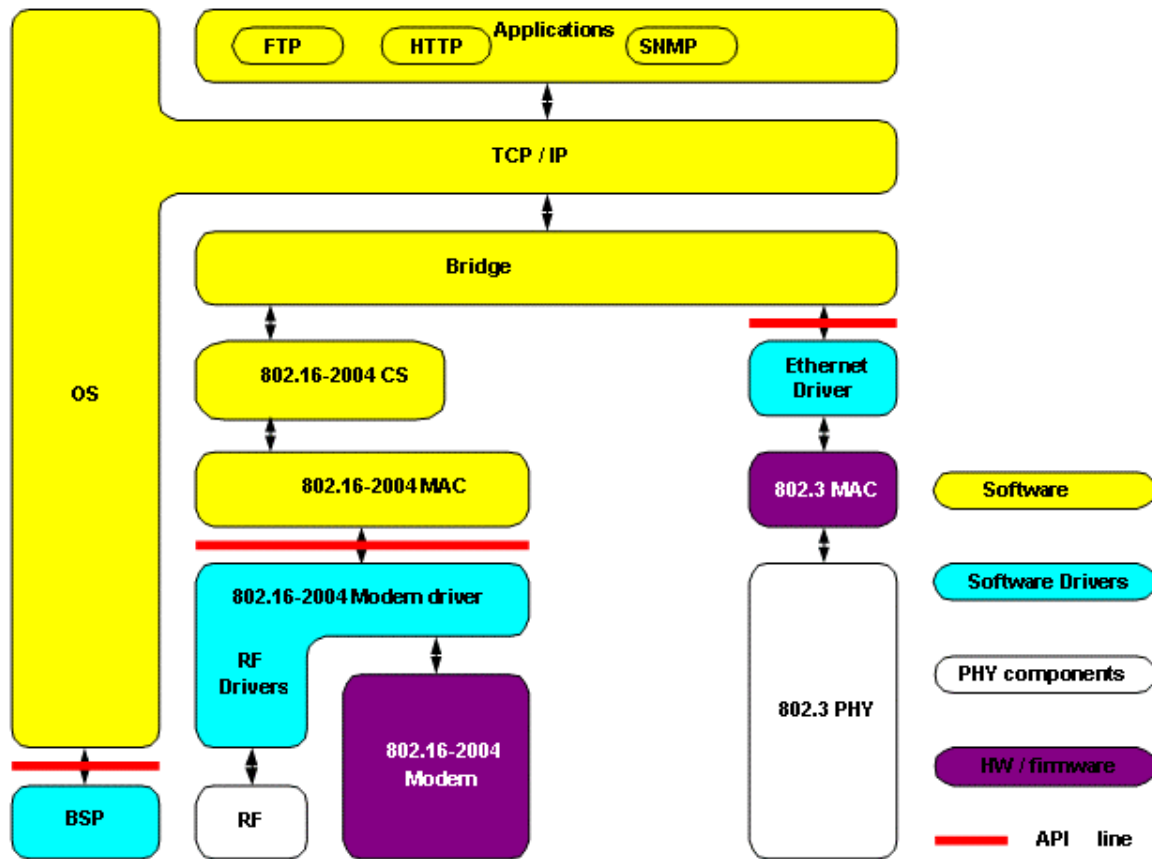 Applications
FTP
HTTP
SNMP
TCP / IP
Bridge
OS
802.16-2004 CS
Ethernet
Driver
802.16-2004 MAC
802.3 MAC
802.16-2004 Modern driver
RF
Drivers
802.16-2004
Modern
802.3 PHY
BSP
RF
Software
Software Drivers
PHY components
HW / firmware
API line